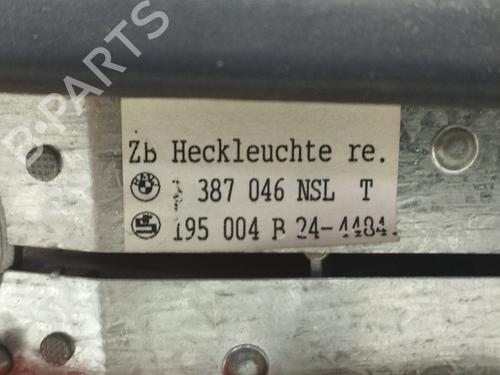 B-PARTS
Zb Heckleuchte re.
387 046 NSL T
195 004 B 24-4484